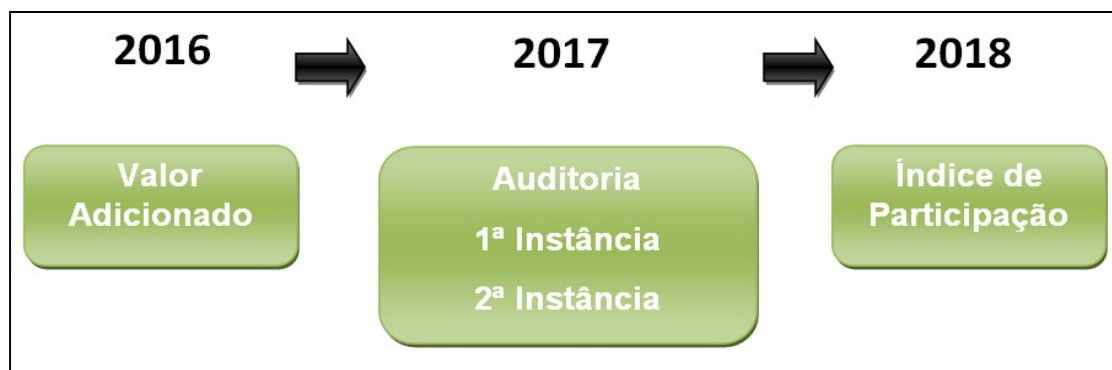 2016
2017
2018
Valor
Adicionado
Auditoria
1ª Instância
2ª Instância
Índice de
Participação